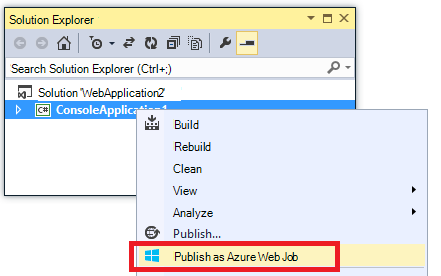 Solution Explorer
Search Solution Explorer (Ctrl+;)
Solution 'WebApplication2'
C# ConsoleApplication1
Build
Rebuild
Clean
View
Analyze
Publish...
Publish as Azure Web Job